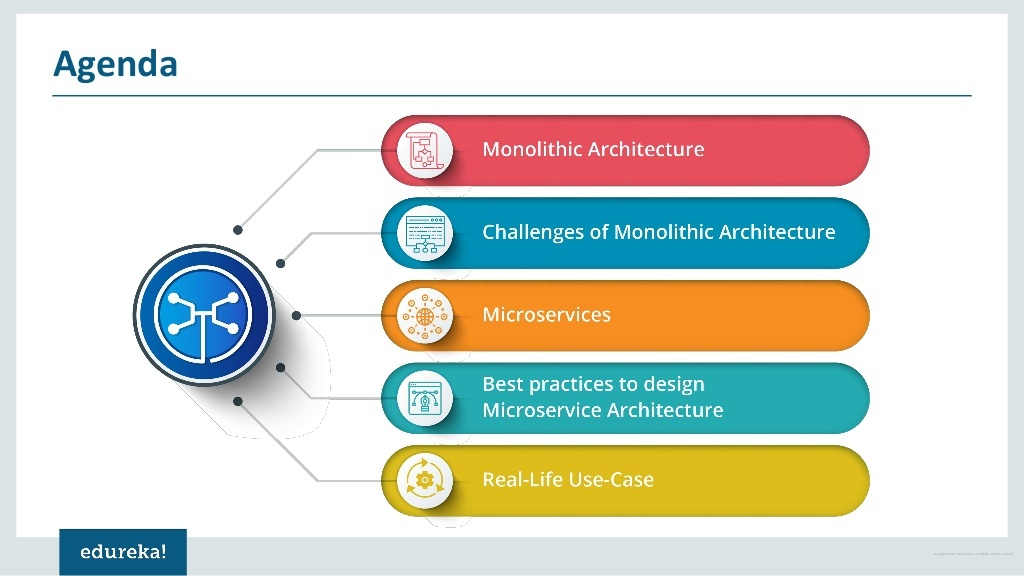 Agenda
Monolithic Architecture
Challenges of Monolithic Architecture
Microservices
Best practices to design
Microservice Architecture
Real-Life Use-Case
edureka!